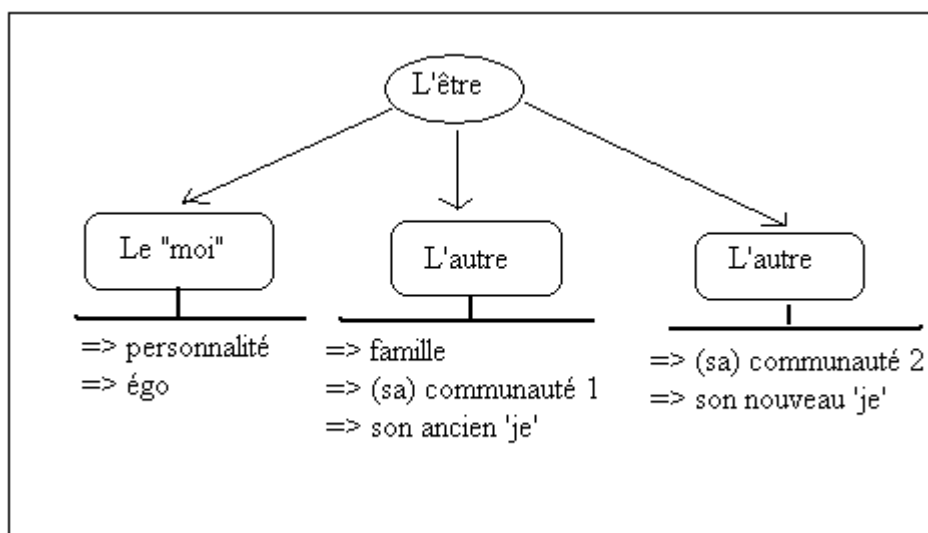 L'être
Le "moi"
=> personnalité
=> égo
L'autre
=> famille
=> (sa) communauté 1
=> son ancien 'je'
L'autre
=> (sa) communauté 2
=> son nouveau 'je'